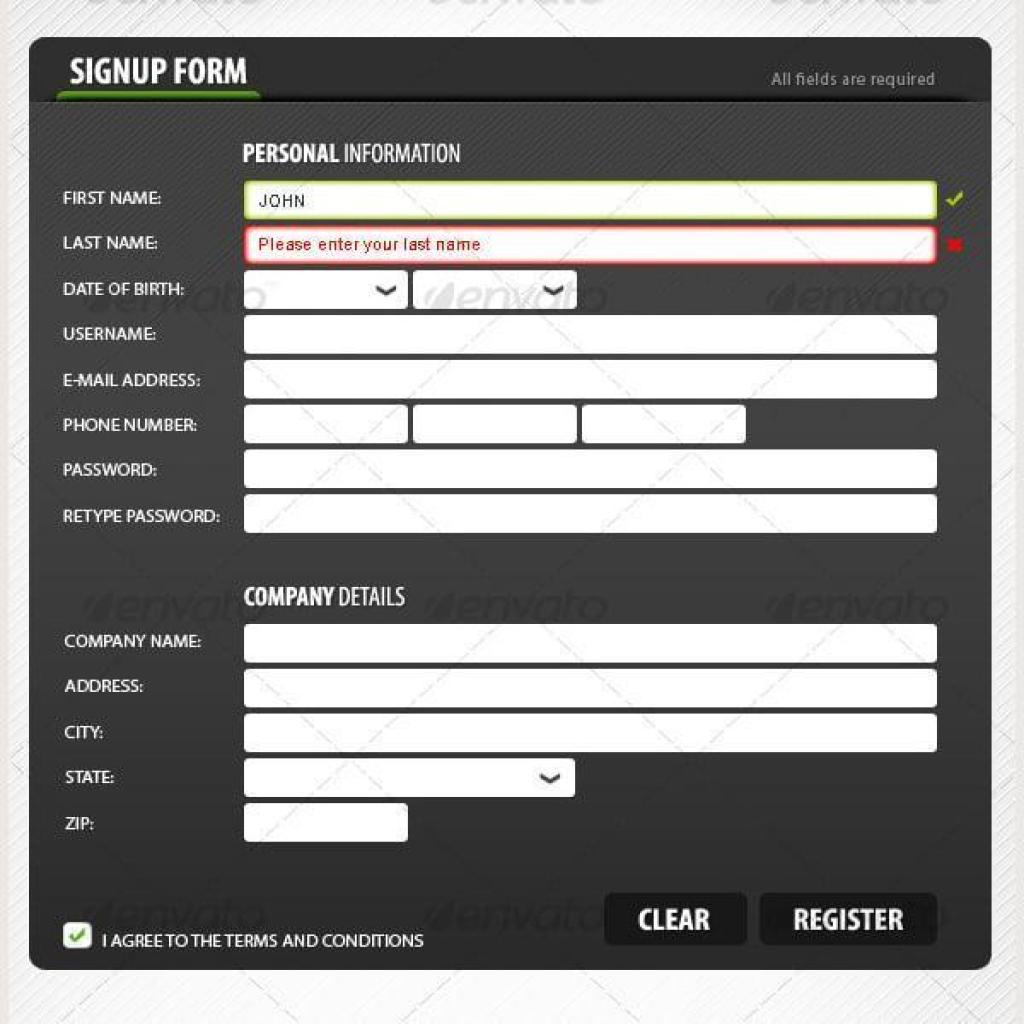 SIGNUP FORM
All fields are required
PERSONAL INFORMATION
FIRST NAME:
JOHN
LAST NAME:
Please enter your last name
DATE OF BIRTH:
USERNAME:
E-MAIL ADDRESS:
PHONE NUMBER:
PASSWORD:
RETYPE PASSWORD:
COMPANY DETAILS
COMPANY NAME:
ADDRESS:
CITY:
STATE:
ZIP:
I AGREE TO THE TERMS AND CONDITIONS
CLEAR
REGISTER
envato
envato
envato
envato
envato
envato
envato
envato
envato